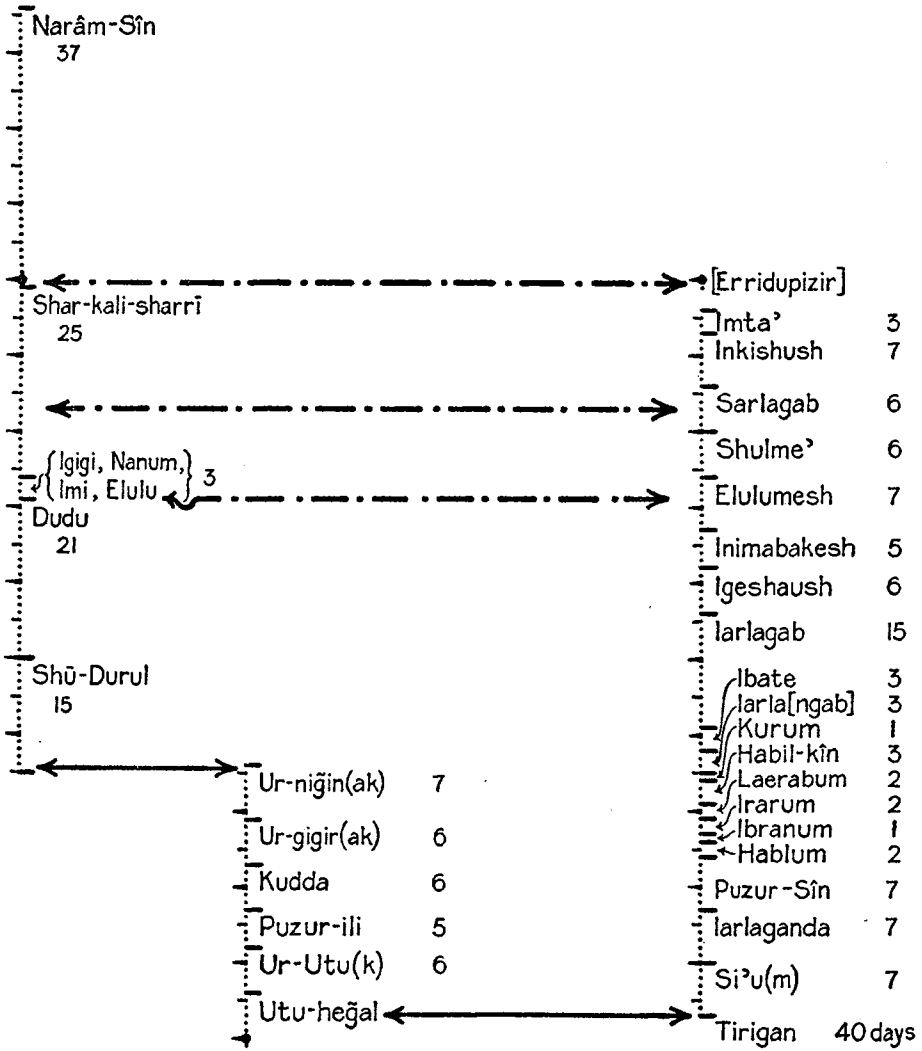 Narâm-Sîn
37
Shar-kali-sharrī
25
{Igigi, Nanum,
Imi, Elulu} 3
Dudu
21
Shū-Durul
15
Ur-nig̃in(ak) 7
Ur-gigir(ak) 6
Kudda 6
Puzur-ili 5
Ur-Utu(k) 6
Utu-heg̃al
[Erridupizir]
Imta’ 3
Inkishush 7
Sarlagab 6
Shulme’ 6
Elulumesh 7
Inimabakesh 5
Igeshaush 6
Iarlagab 15
Ibate 3
Iarla[ngab] 3
Kurum 1
Habil-kîn 3
Laerabum 2
Irarum 2
Ibranum 1
Hablum 2
Puzur-Sîn 7
Iarlaganda 7
Si’u(m) 7
Tirigan 40 days